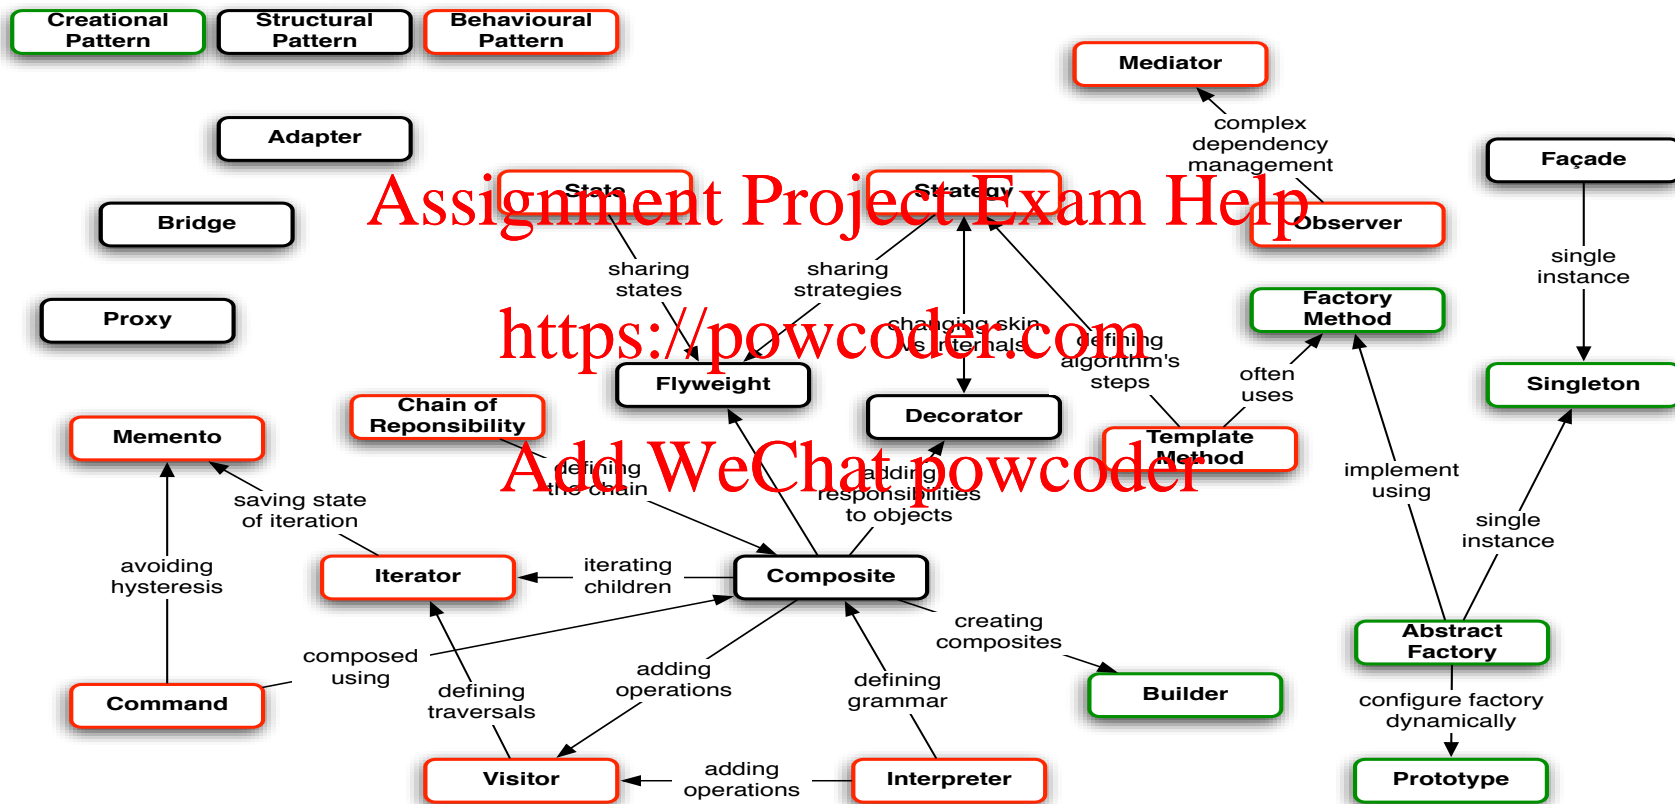 Creational
Pattern
Structural
Pattern
Behavioural
Pattern
Mediator
Adapter
complex
dependency
management
Façade
State
Strategy
Assignment Project Exam Help
Bridge
Observer
sharing
states
sharing
strategies
single
instance
Proxy
Factory
Method
changing skin
vs internals
https://powcoder.com
defining
algorithm's
steps
Flyweight
often
uses
Singleton
Chain of
Reponsibility
Decorator
Memento
Template
Method
Add WeChat powcoder
defining
the chain
adding
responsibilities
to objects
implement
using
saving state
of iteration
single
instance
avoiding
hysteresis
Iterator
iterating
children
Composite
creating
composites
Abstract
Factory
composed
using
adding
operations
defining
grammar
Command
defining
traversals
Builder
configure factory
dynamically
Visitor
adding
operations
Interpreter
Prototype